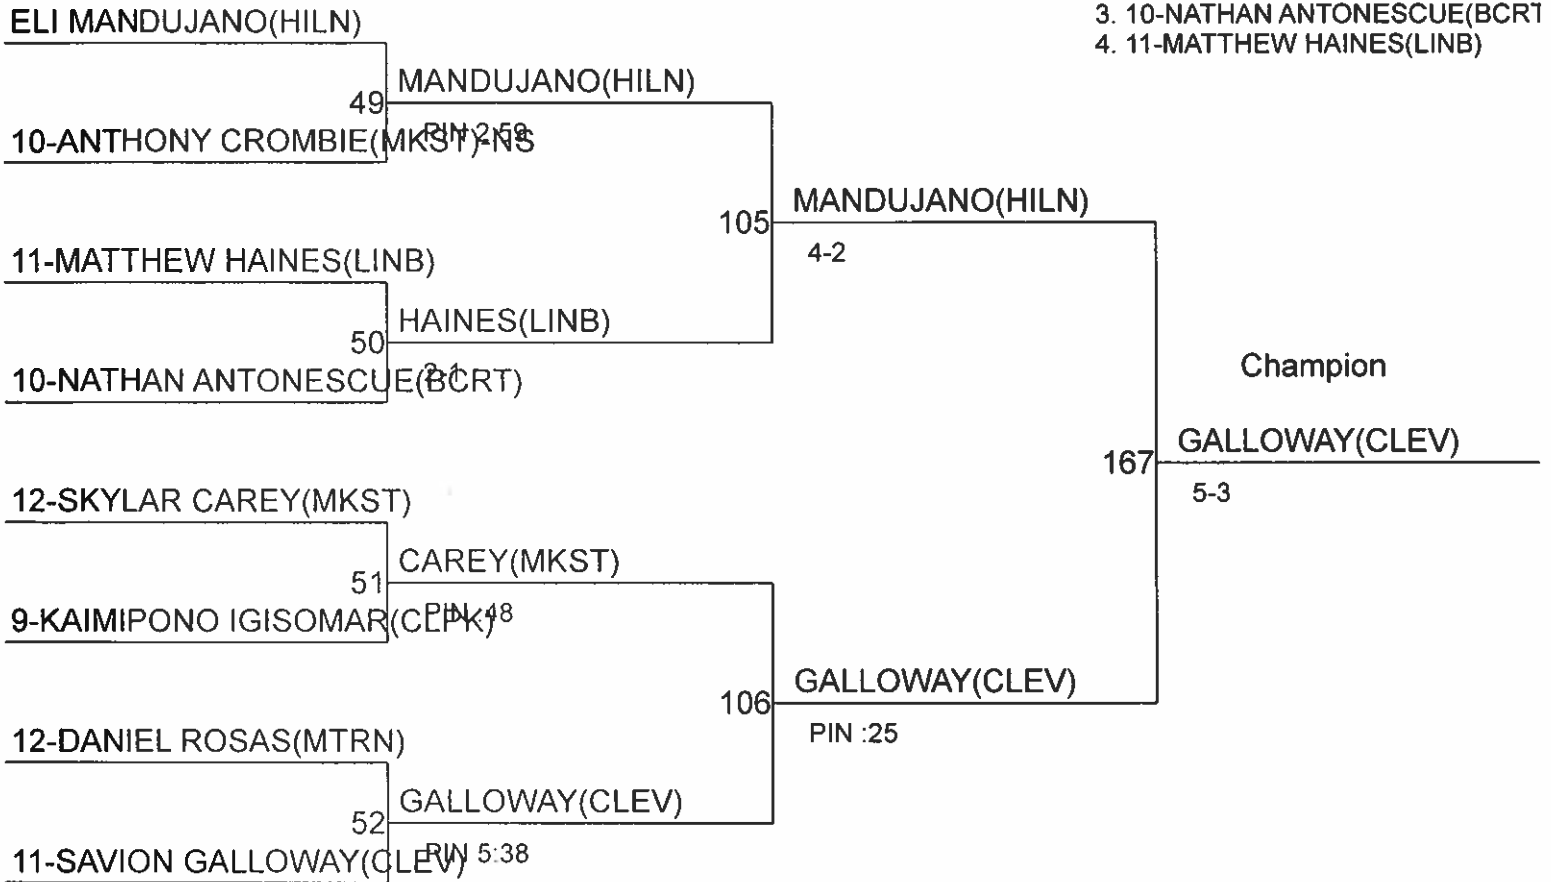 ELI MANDUJANO(HILN)
3. 10-NATHAN ANTONESCUE(BCRT
4. 11-MATTHEW HAINES(LINB)
MANDUJANO(HILN)
49
PIN 2:59
10-ANTHONY CROMBIE(MKST)-NS
MANDUJANO(HILN)
105
4-2
11-MATTHEW HAINES(LINB)
HAINES(LINB)
50
2-1
10-NATHAN ANTONESCUE(BCRT)
Champion
GALLOWAY(CLEV)
167
5-3
12-SKYLAR CAREY(MKST)
CAREY(MKST)
51
PIN :48
9-KAIMIPONO IGISOMAR(CLPK)
GALLOWAY(CLEV)
106
PIN :25
12-DANIEL ROSAS(MTRN)
GALLOWAY(CLEV)
52
PIN 5:38
11-SAVION GALLOWAY(CLEV)